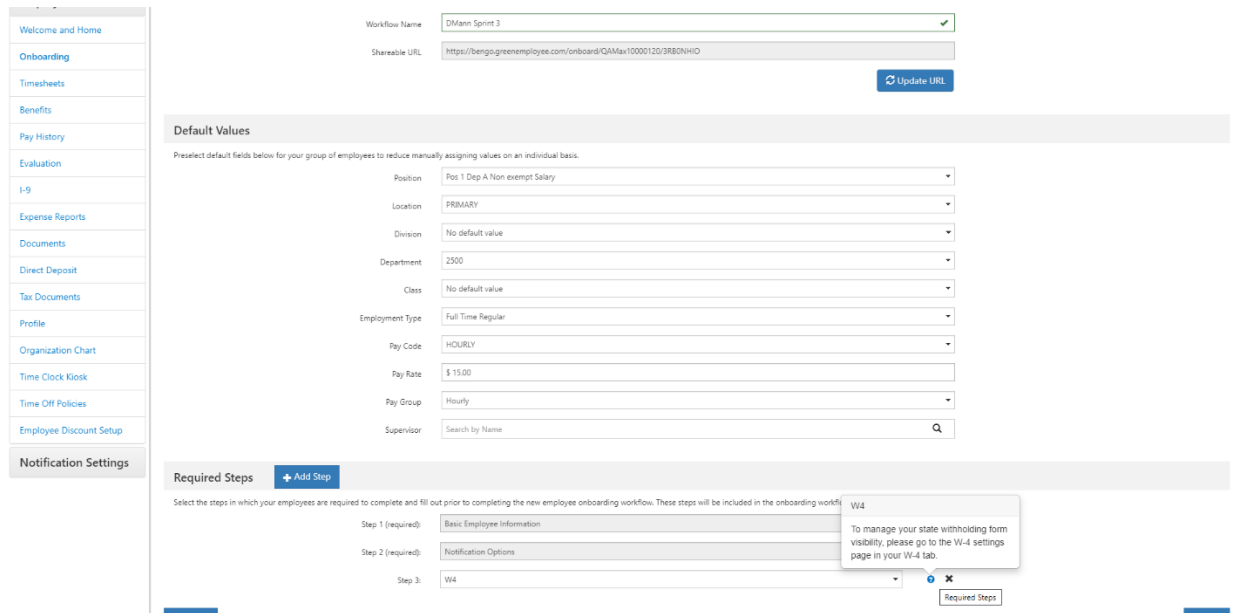 Welcome and Home
Onboarding
Timesheets
Benefits
Pay History
Evaluation
I-9
Expense Reports
Documents
Direct Deposit
Tax Documents
Profile
Organization Chart
Time Clock Kiosk
Time Off Policies
Employee Discount Setup
Notification Settings
Workflow Name DMann Sprint 3
Shareable URL https://bengo.greenemployee.com/onboard/QAMax10000120/3RB0NHIO
Update URL
Default Values
Preselect default fields below for your group of employees to reduce manually assigning values on an individual basis.
Position Pos 1 Dep A Non exempt Salary
Location PRIMARY
Division No default value
Department 2500
Class No default value
Employment Type Full Time Regular
Pay Code HOURLY
Pay Rate $ 15.00
Pay Group Hourly
Supervisor Search by Name
Required Steps Add Step
Select the steps in which your employees are required to complete and fill out prior to completing the new employee onboarding workflow. These steps will be included in the onboarding
Step 1 (required): Basic Employee Information
Step 2 (required): Notification Options
Step 3: W4
W4
To manage your state withholding form
visibility, please go to the W-4 settings
page in your W-4 tab.
Required Steps